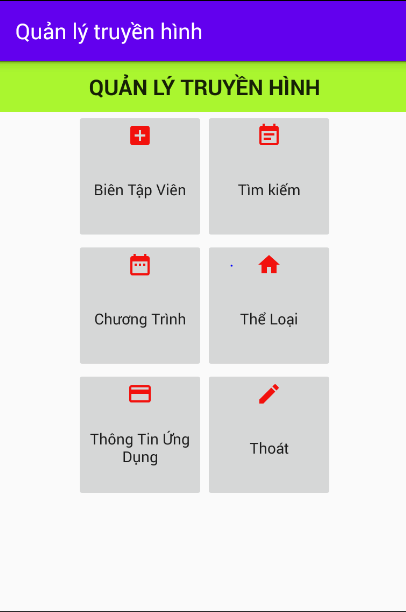 Quản lý truyền hình
QUẢN LÝ TRUYỀN HÌNH
Biên Tập Viên
Tìm kiếm
Chương Trình
Thể Loại
Thông Tin Ứng
Dụng
Thoát